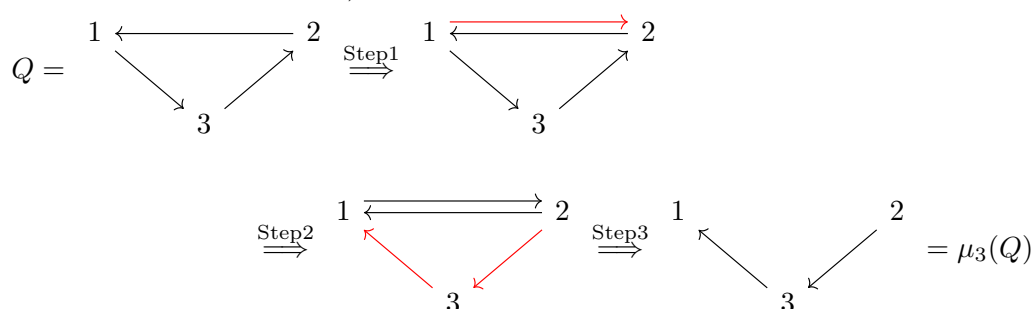 1 2 1 2
Q = Step1 ⟹
3 3
1 2 1 2
Step2 ⟹ Step3 ⟹ = μ₃(Q)
3 3